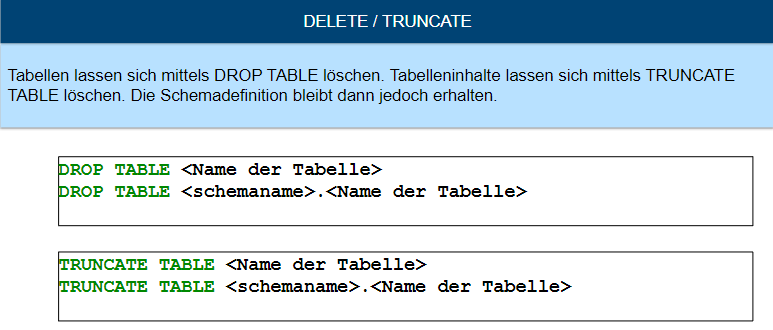 DELETE / TRUNCATE
Tabellen lassen sich mittels DROP TABLE löschen. Tabelleninhalte lassen sich mittels TRUNCATE
TABLE löschen. Die Schemadefinition bleibt dann jedoch erhalten.
DROP TABLE <Name der Tabelle>
DROP TABLE <schemaname>.<Name der Tabelle>
TRUNCATE TABLE <Name der Tabelle>
TRUNCATE TABLE <schemaname>.<Name der Tabelle>